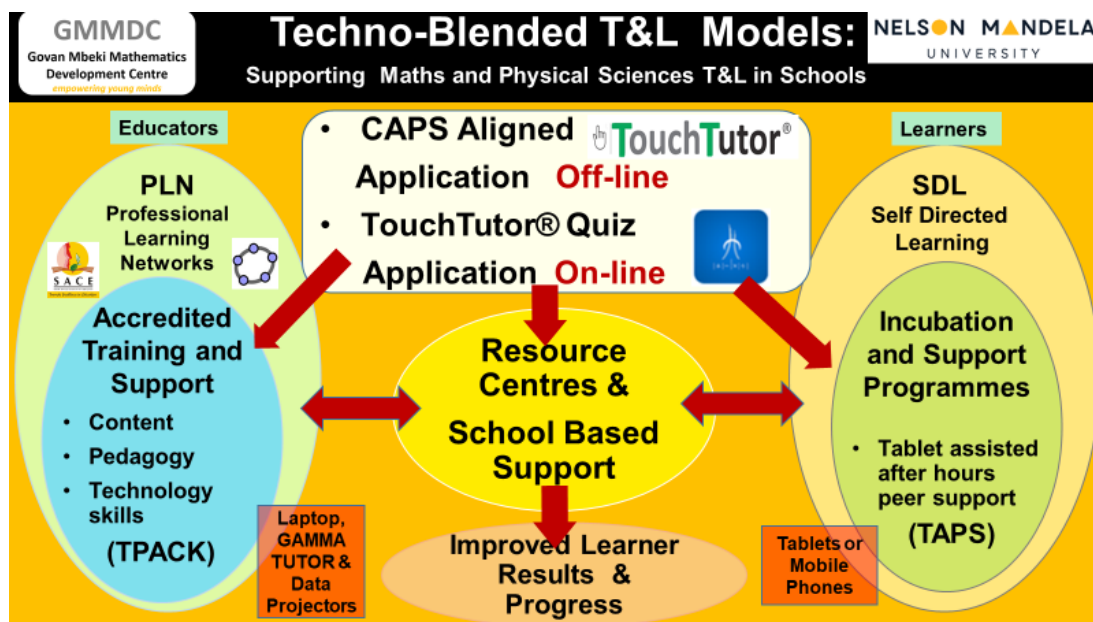 GMMDC
Govan Mbeki Mathematics
Development Centre
empowering young minds
Techno-Blended T&L Models:
Supporting Maths and Physical Sciences T&L in Schools
NELSON MANDELA
UNIVERSITY
Educators
PLN
Professional
Learning
Networks
SACE
Accredited
Training and
Support
• Content
• Pedagogy
• Technology
skills
(TPACK)
Laptop,
GAMMA
TUTOR &
Data
Projectors
• CAPS Aligned TouchTutor®
Application Off-line
• TouchTutor® Quiz
Application On-line
Resource
Centres &
School Based
Support
Improved Learner
Results &
Progress
Learners
SDL
Self Directed
Learning
Incubation
and Support
Programmes
• Tablet assisted
after hours
peer support
(TAPS)
Tablets or
Mobile
Phones